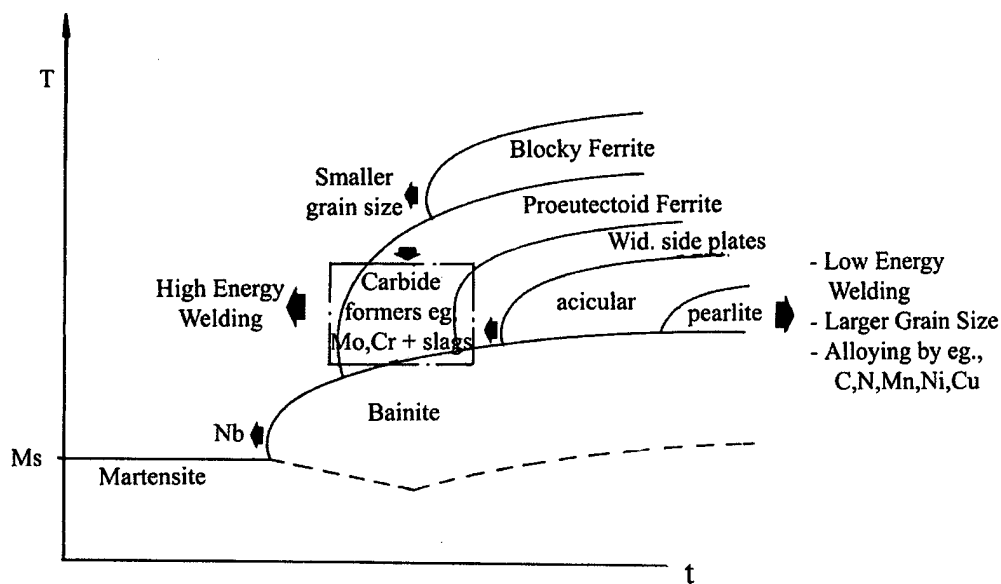 T
Blocky Ferrite
Smaller
grain size
Proeutectoid Ferrite
Wid. side plates
Carbide
formers eg.
Mo,Cr + slags
High Energy
Welding
acicular
pearlite
- Low Energy
Welding
- Larger Grain Size
- Alloying by eg.,
C,N,Mn,Ni,Cu
Bainite
Nb
Ms
Martensite
t